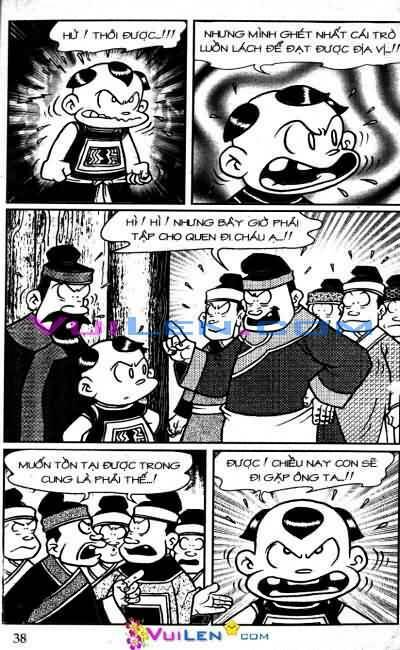 HỪ ! THÔI ĐƯỢC...!!!
NHƯNG MÌNH GHÉT NHẤT CÁI TRÒ
LUỒN LÁCH ĐỂ ĐẠT ĐƯỢC ĐỊA VỊ...!!
HÌ ! HÌ ! NHƯNG BÂY GIỜ PHẢI
TẬP CHO QUEN ĐI CHÁU Ạ...!!
VUILEN.COM
MUỐN TỒN TẠI ĐƯỢC TRONG
CUNG LÀ PHẢI THẾ...!
ĐƯỢC ! CHIỀU NAY CON SẼ
ĐI GẶP ÔNG TA...!!
38
VUILEN.COM